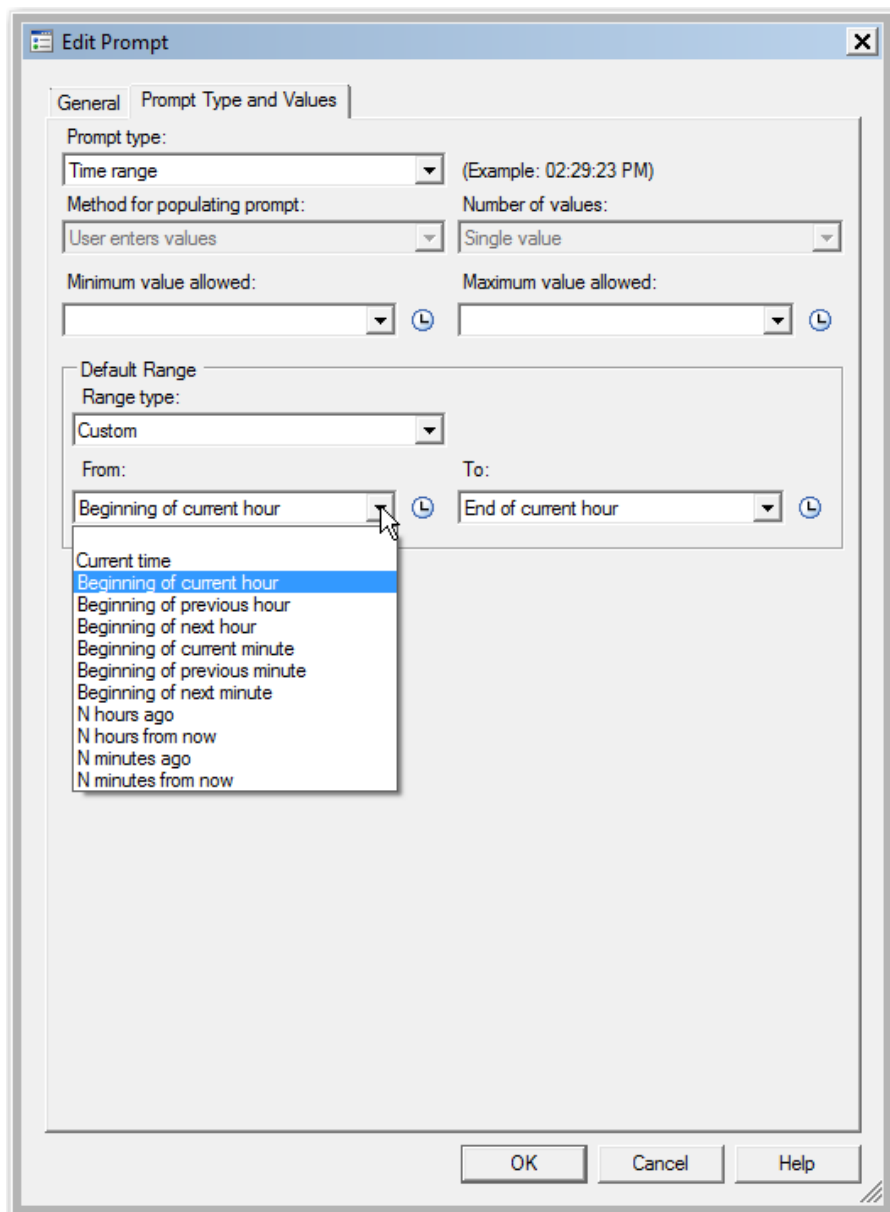 Edit Prompt
General Prompt Type and Values
Prompt type:
Time range (Example: 02:29:23 PM)
Method for populating prompt: Number of values:
User enters values Single value
Minimum value allowed: Maximum value allowed:
Default Range
Range type:
Custom
From: To:
Beginning of current hour End of current hour
Current time
Beginning of current hour
Beginning of previous hour
Beginning of next hour
Beginning of current minute
Beginning of previous minute
Beginning of next minute
N hours ago
N hours from now
N minutes ago
N minutes from now
OK Cancel Help